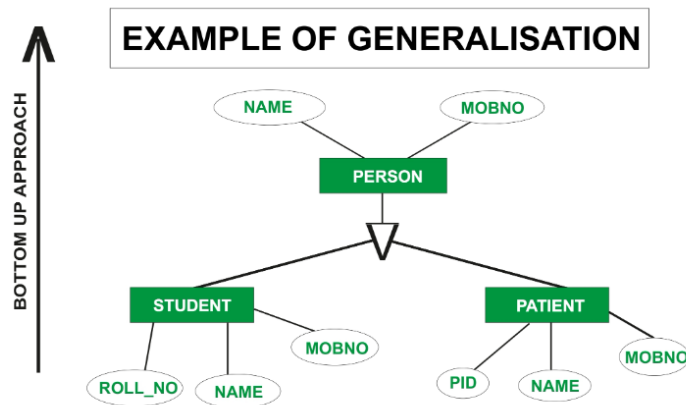 EXAMPLE OF GENERALISATION
BOTTOM UP APPROACH
NAME
MOBNO
PERSON
STUDENT
PATIENT
MOBNO
MOBNO
ROLL_NO
NAME
PID
NAME